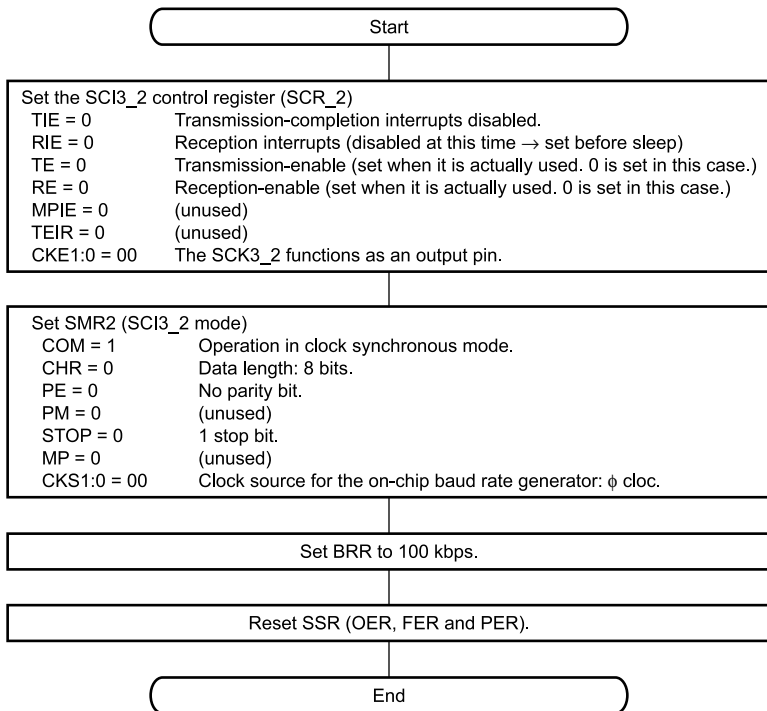 Start
Set the SCI3_2 control register (SCR_2)
TIE = 0 Transmission-completion interrupts disabled.
RIE = 0 Reception interrupts (disabled at this time → set before sleep)
TE = 0 Transmission-enable (set when it is actually used. 0 is set in this case.)
RE = 0 Reception-enable (set when it is actually used. 0 is set in this case.)
MPIE = 0 (unused)
TEIR = 0 (unused)
CKE1:0 = 00 The SCK3_2 functions as an output pin.
Set SMR2 (SCI3_2 mode)
COM = 1 Operation in clock synchronous mode.
CHR = 0 Data length: 8 bits.
PE = 0 No parity bit.
PM = 0 (unused)
STOP = 0 1 stop bit.
MP = 0 (unused)
CKS1:0 = 00 Clock source for the on-chip baud rate generator: ϕ cloc.
Set BRR to 100 kbps.
Reset SSR (OER, FER and PER).
End